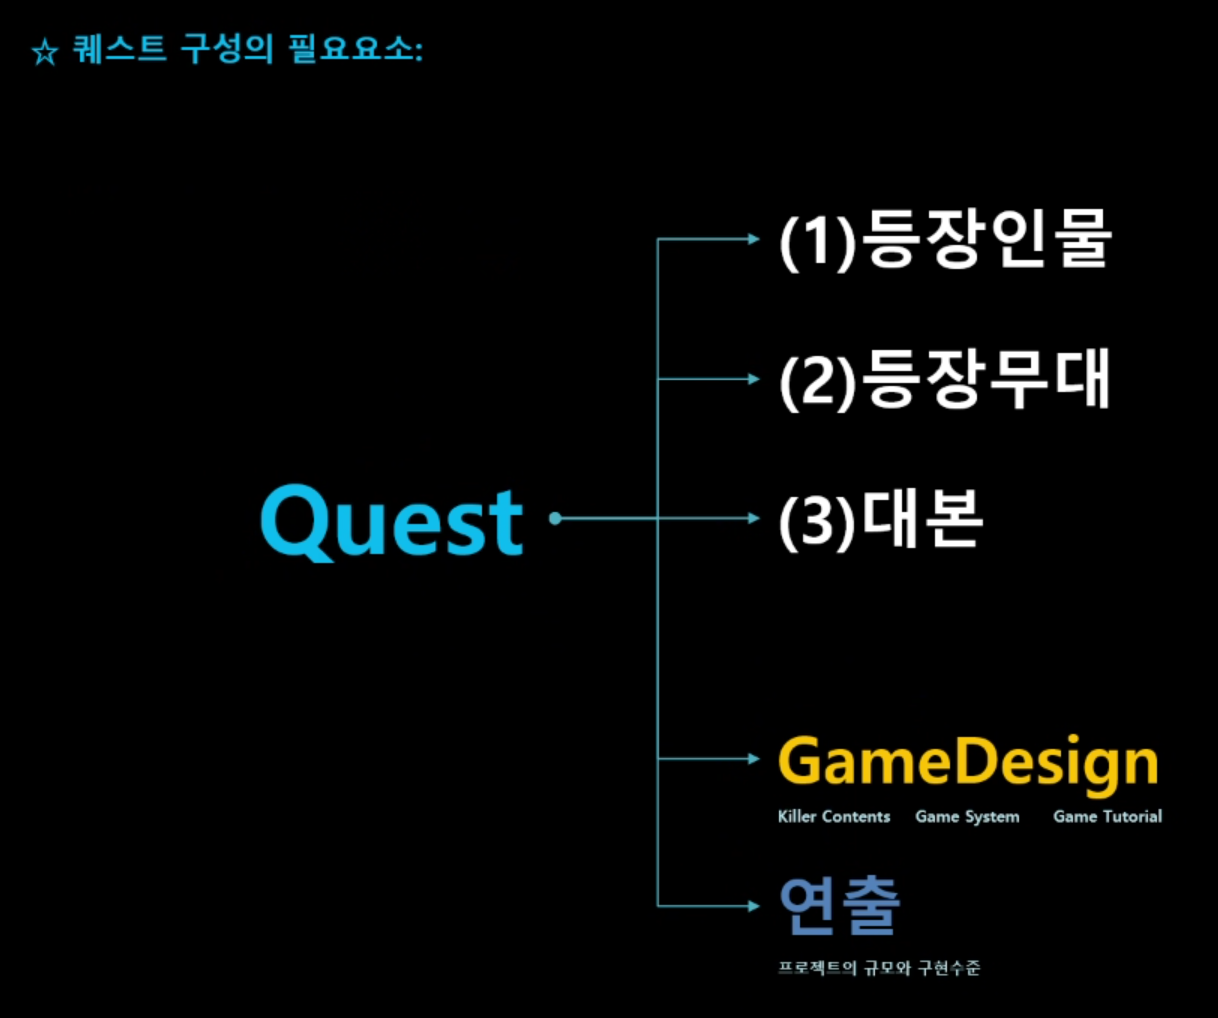 ☆ 퀘스트 구성의 필요요소:
(1)등장인물
(2)등장무대
Quest
(3)대본
GameDesign
Killer Contents Game System Game Tutorial
연출
프로젝트의 규모와 구현수준